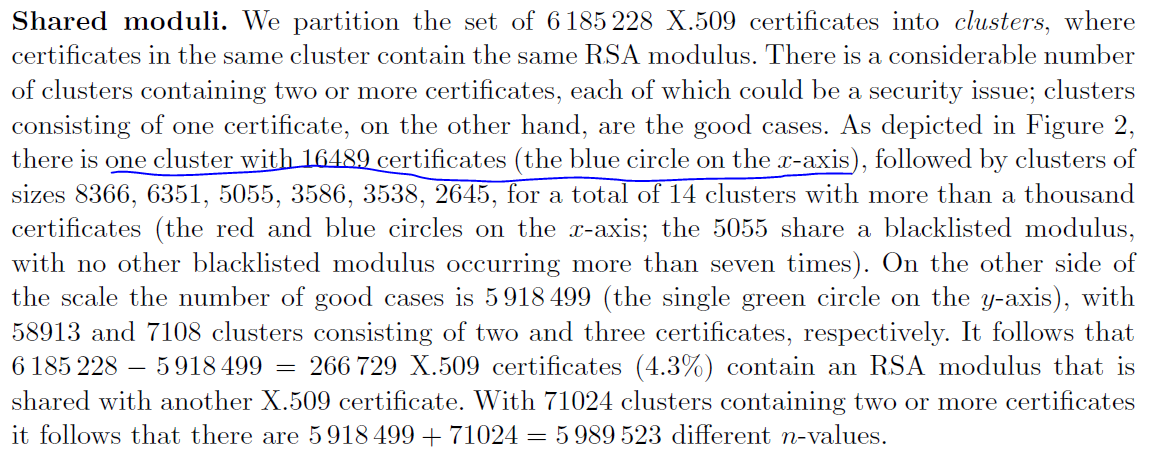 Shared moduli. We partition the set of 6 185 228 X.509 certificates into clusters, where
certificates in the same cluster contain the same RSA modulus. There is a considerable number
of clusters containing two or more certificates, each of which could be a security issue; clusters
consisting of one certificate, on the other hand, are the good cases. As depicted in Figure 2,
there is one cluster with 16489 certificates (the blue circle on the x-axis), followed by clusters of
sizes 8366, 6351, 5055, 3586, 3538, 2645, for a total of 14 clusters with more than a thousand
certificates (the red and blue circles on the x-axis; the 5055 share a blacklisted modulus,
with no other blacklisted modulus occurring more than seven times). On the other side of
the scale the number of good cases is 5 918 499 (the single green circle on the y-axis), with
58913 and 7108 clusters consisting of two and three certificates, respectively. It follows that
6 185 228 − 5 918 499 = 266 729 X.509 certificates (4.3%) contain an RSA modulus that is
shared with another X.509 certificate. With 71024 clusters containing two or more certificates
it follows that there are 5 918 499 + 71024 = 5 989 523 different n-values.